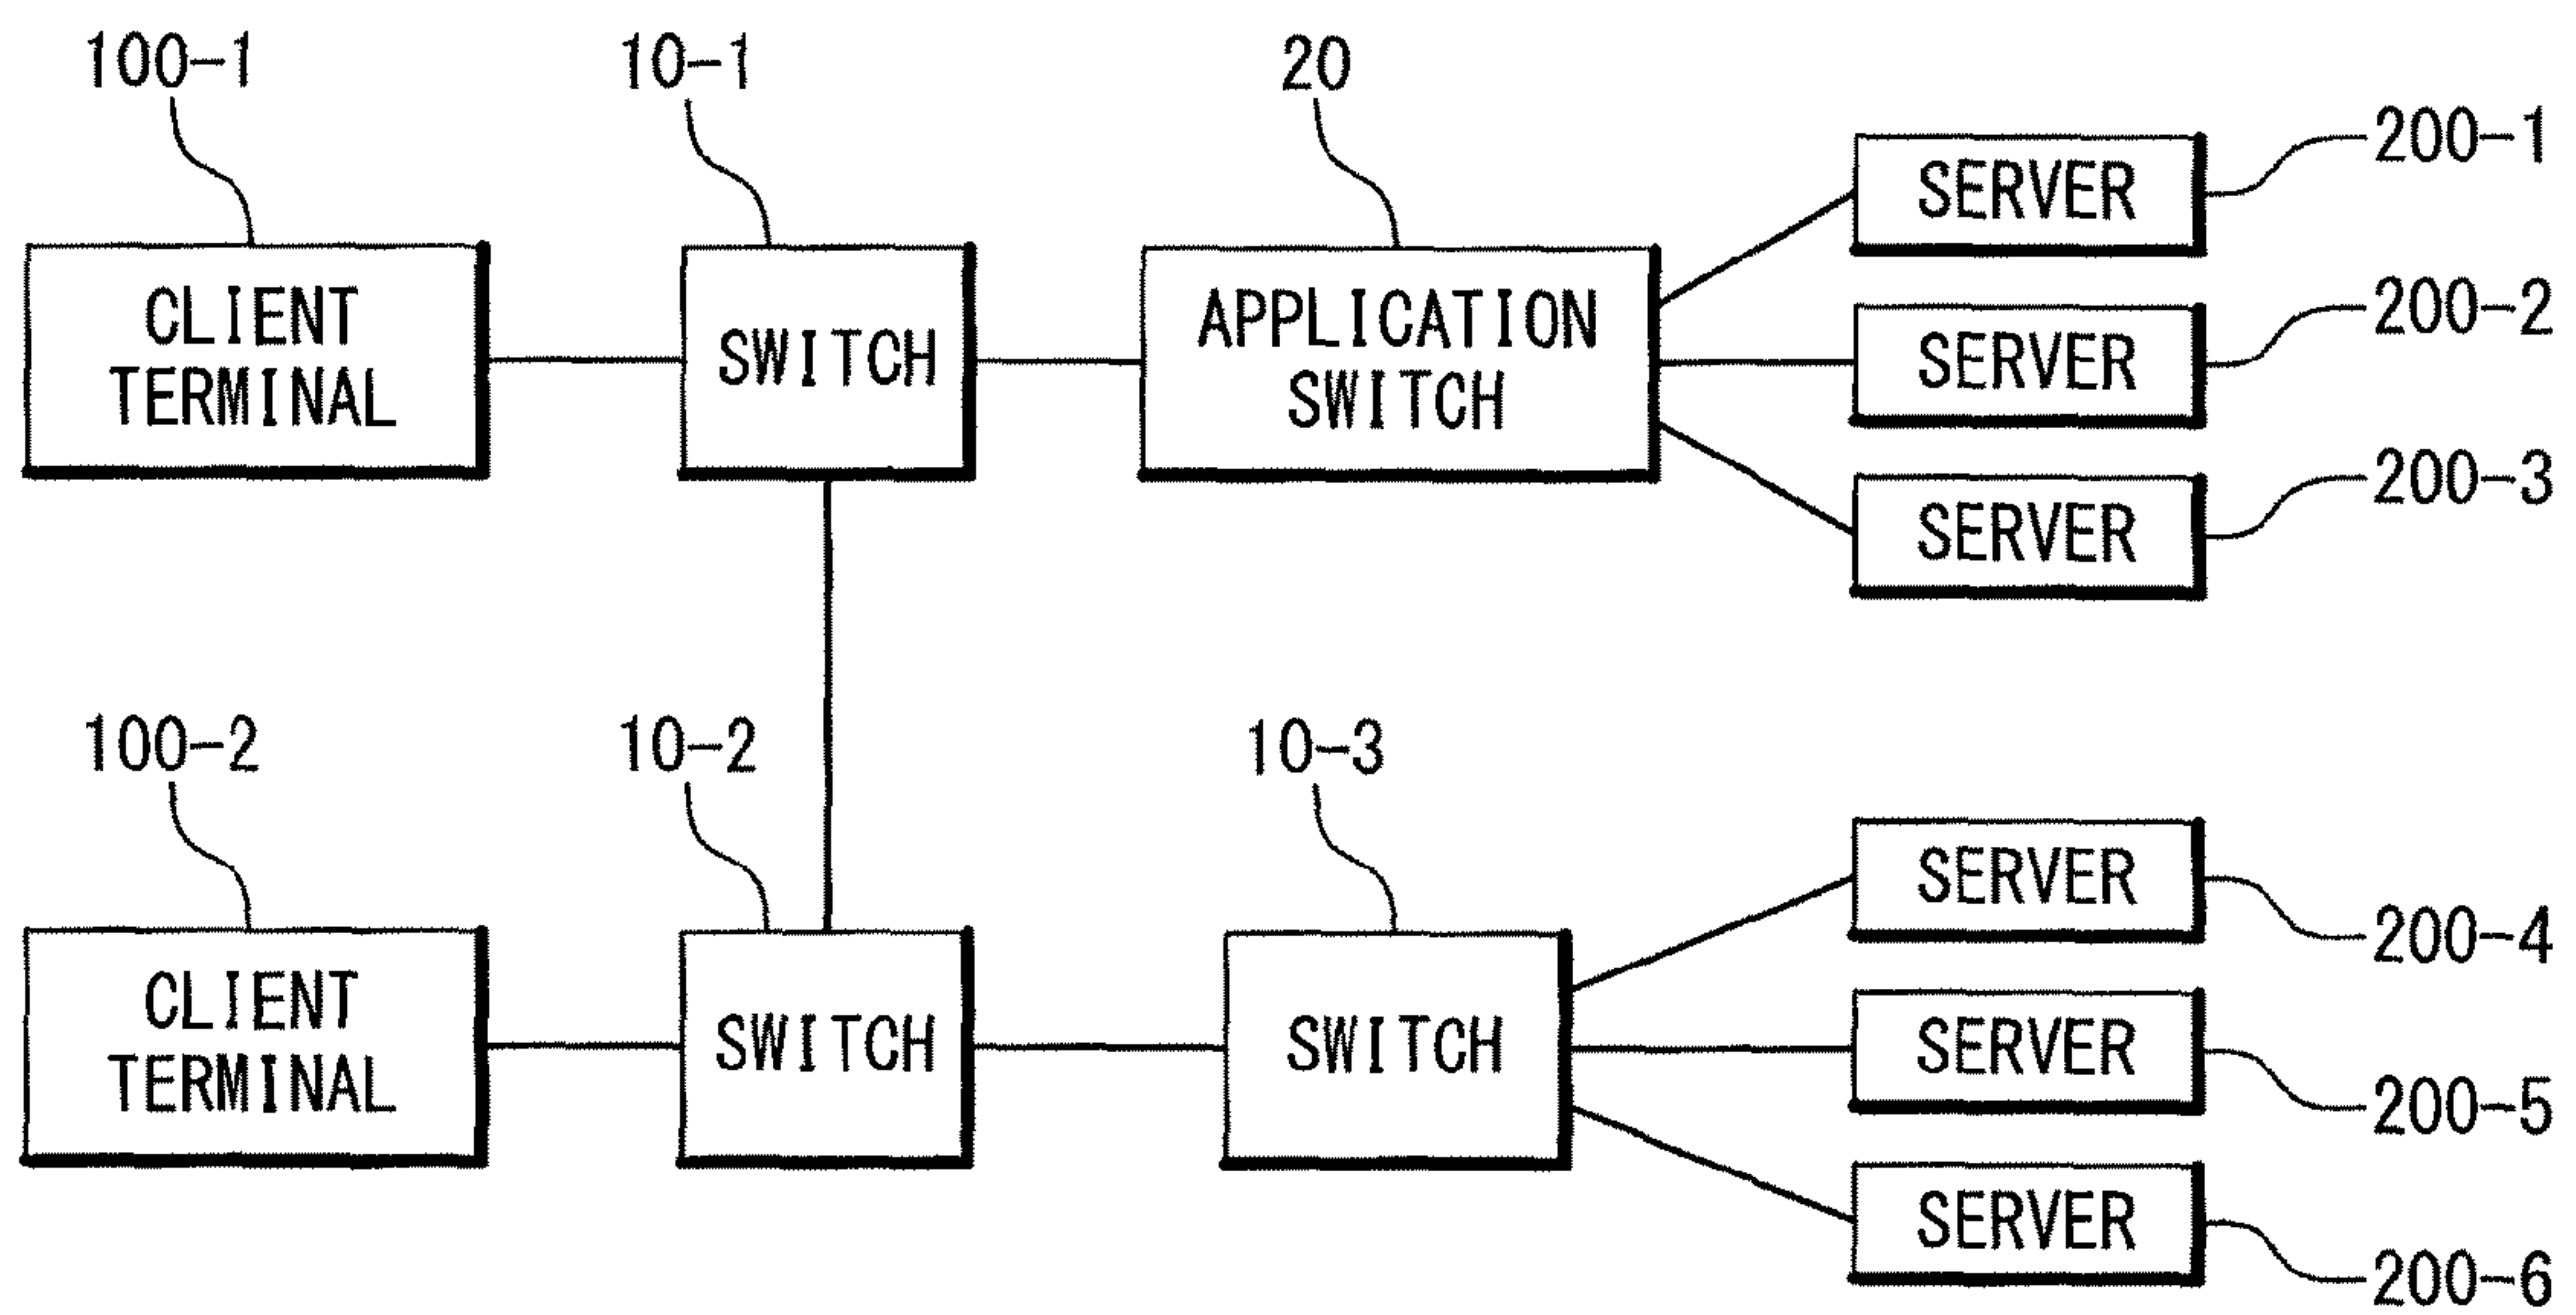 100-1
10-1
20
200-1
SERVER
CLIENT
TERMINAL
SWITCH
APPLICATION
SWITCH
200-2
SERVER
200-3
SERVER
100-2
10-2
10-3
SERVER
200-4
CLIENT
TERMINAL
SWITCH
SWITCH
SERVER
200-5
SERVER
200-6